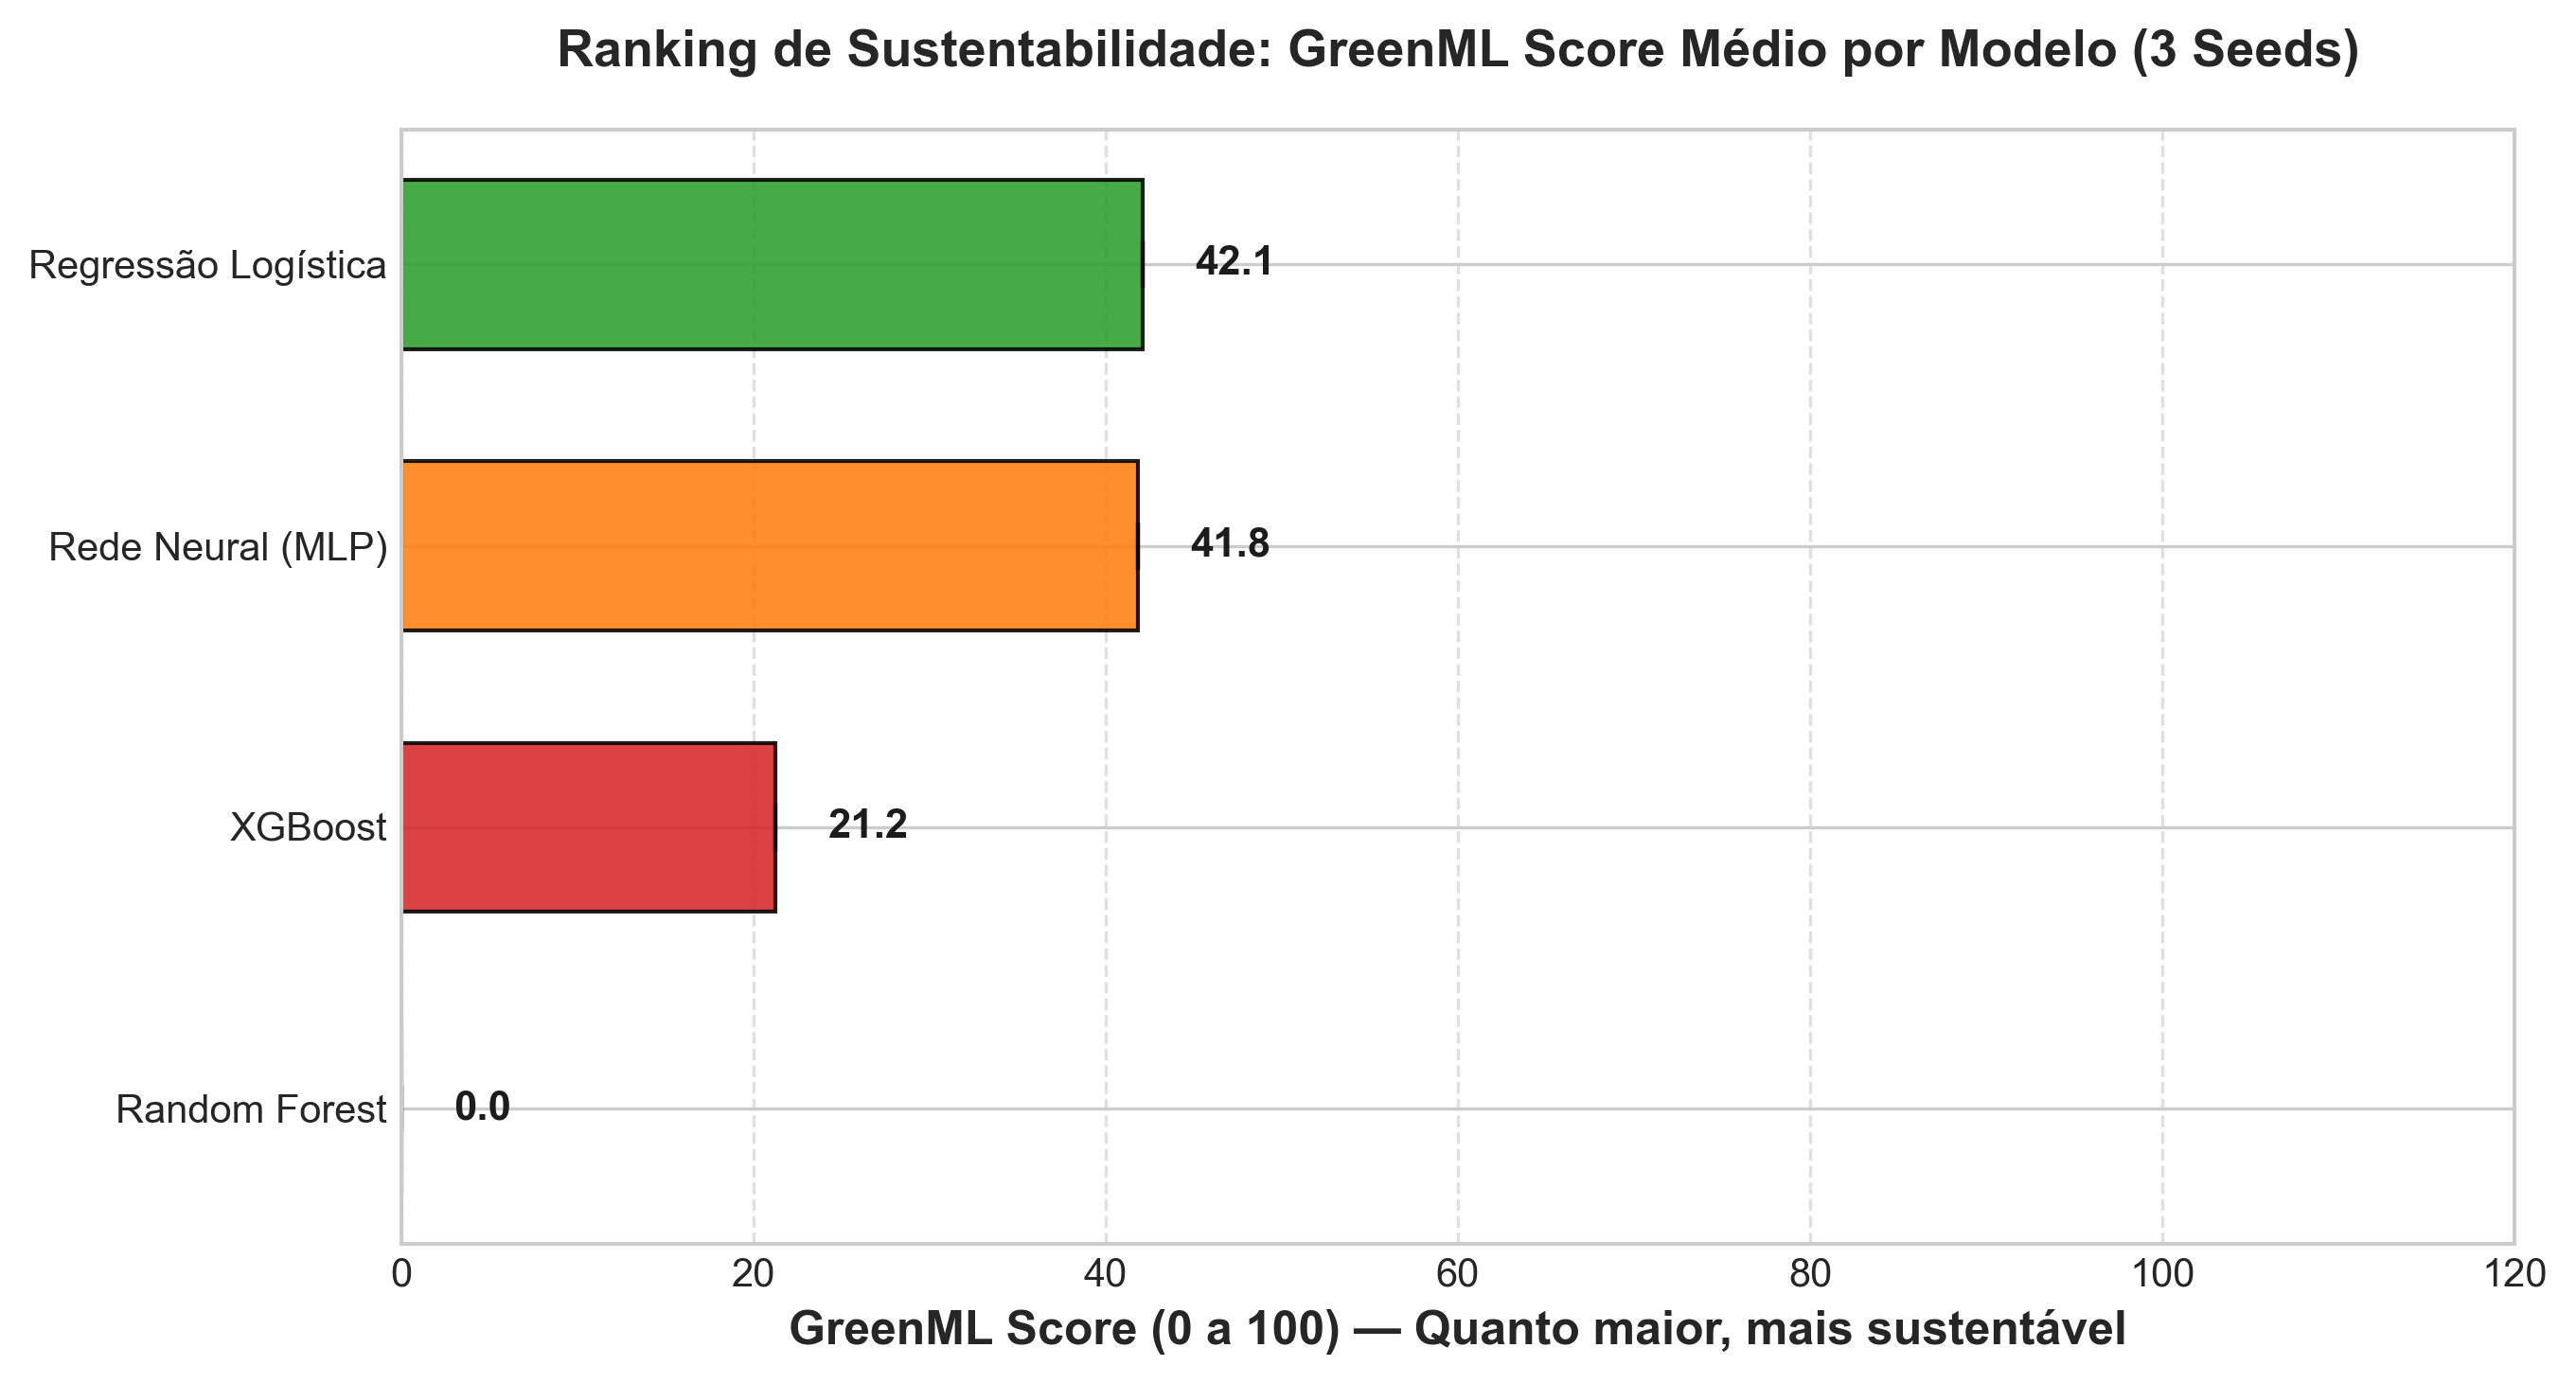 Ranking de Sustentabilidade: GreenML Score Médio por Modelo (3 Seeds)
Regressão Logística
42.1
Rede Neural (MLP)
41.8
XGBoost
21.2
Random Forest
0.0
0 20 40 60 80 100 120
GreenML Score (0 a 100) — Quanto maior, mais sustentável